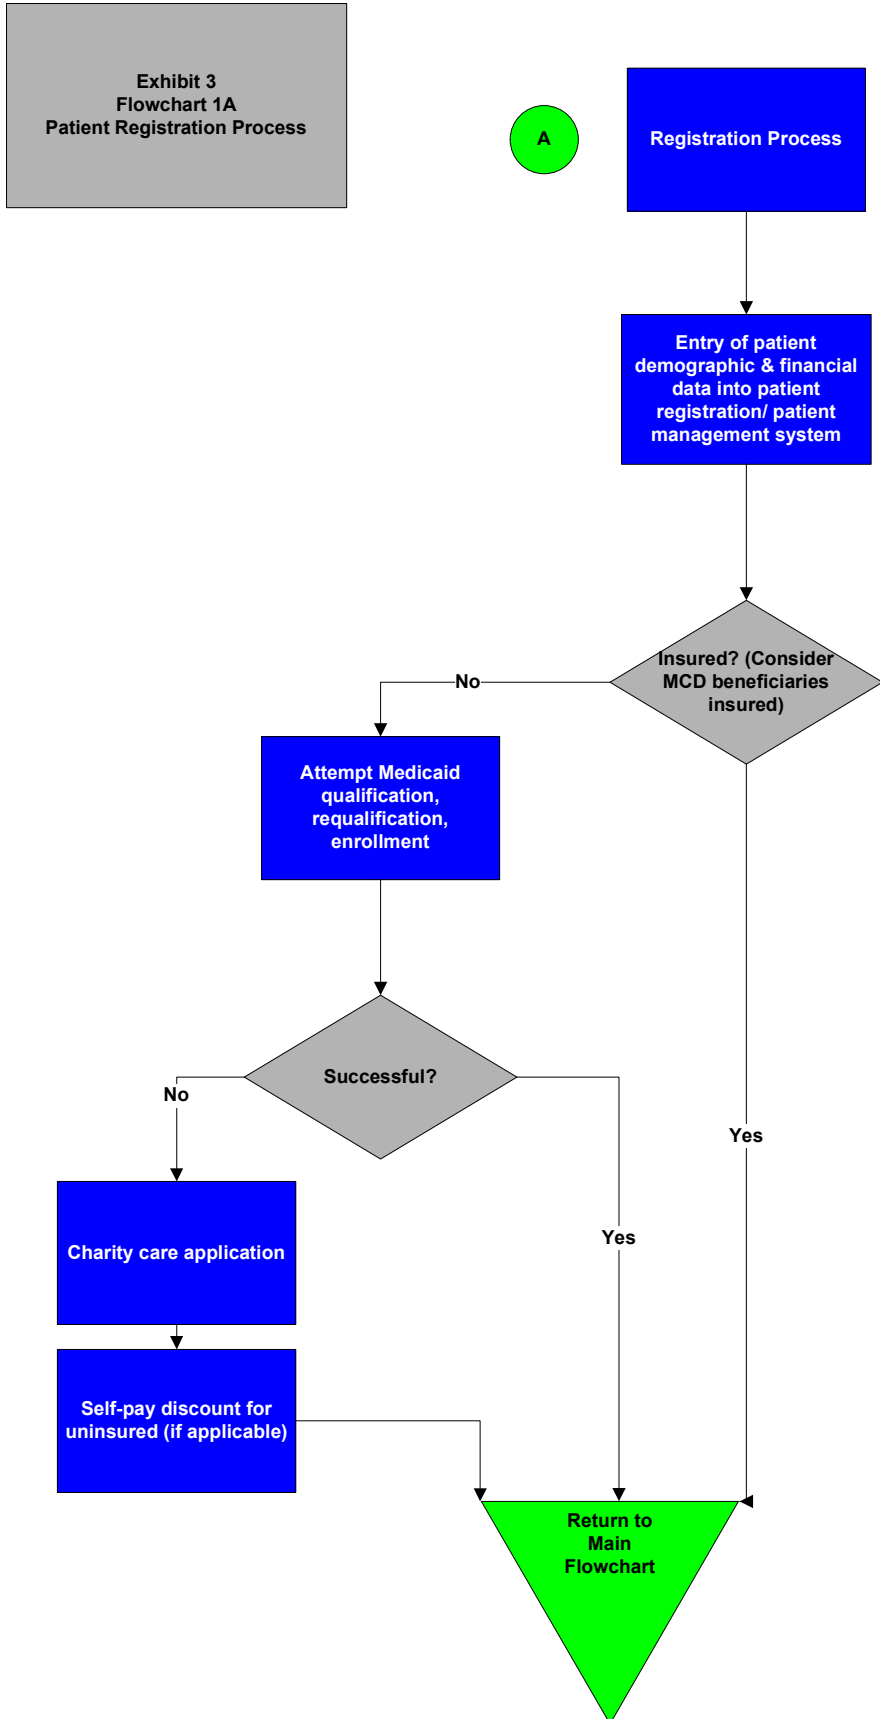 Exhibit 3
Flowchart 1A
Patient Registration Process
A
Registration Process
Entry of patient
demographic & financial
data into patient
registration/ patient
management system
Insured? (Consider
MCD beneficiaries
insured)
No
Attempt Medicaid
qualification,
requalification,
enrollment
Successful?
No
Yes
Charity care application
Yes
Self-pay discount for
uninsured (if applicable)
Return to
Main
Flowchart